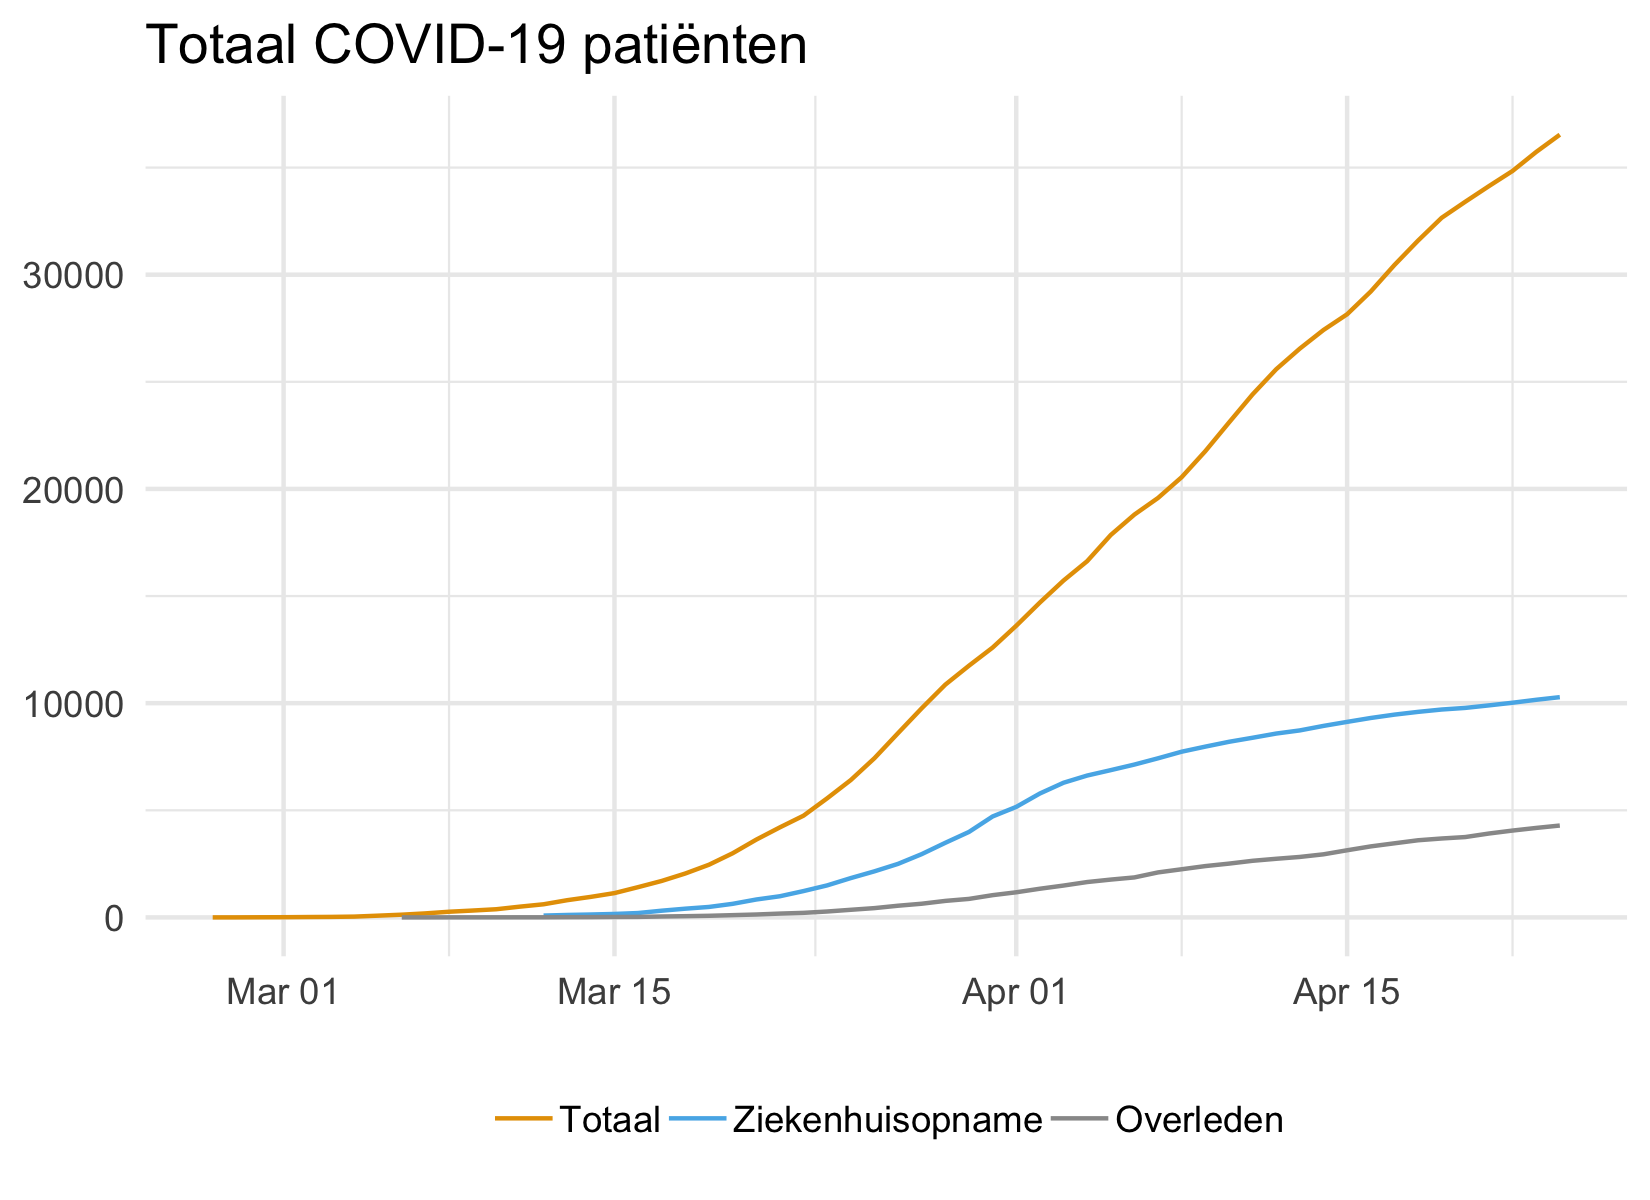 Totaal COVID-19 patiënten
30000
20000
10000
0
Mar 01 Mar 15 Apr 01 Apr 15
Totaal Ziekenhuisopname Overleden